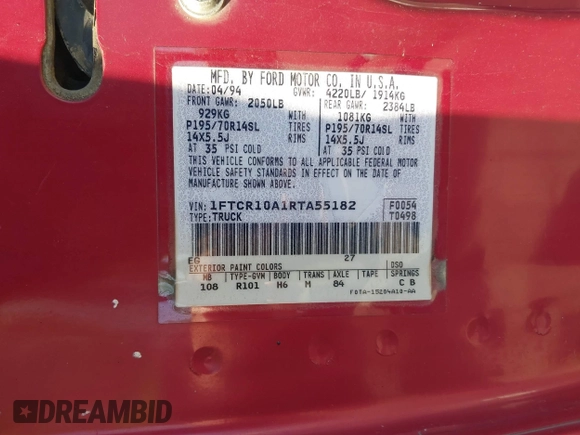 MFD. BY FORD MOTOR CO. IN U.S.A.
DATE: 04/94 GVWR: 4220LB/ 1914KG
FRONT GAWR: 2050LB REAR GAWR: 2384LB
929KG WITH 1081KG WITH
P195/70R14SL TIRES P195/70R14SL TIRES
14X5.5J RIMS 14X5.5J RIMS
AT 35 PSI COLD AT 35 PSI COLD
THIS VEHICLE CONFORMS TO ALL APPLICABLE FEDERAL MOTOR
VEHICLE SAFETY STANDARDS IN EFFECT ON THE DATE OF
MANUFACTURE SHOWN ABOVE.
VIN: 1FTCR10A1RTA55182 F0054
TYPE: TRUCK T0498
EG 27
EXTERIOR PAINT COLORS DSO
WB TYPE-GVM BODY TRANS AXLE TAPE SPRINGS
108 R101 H6 M 84 C B
F0TA-15204A10-AA
DREAMBID